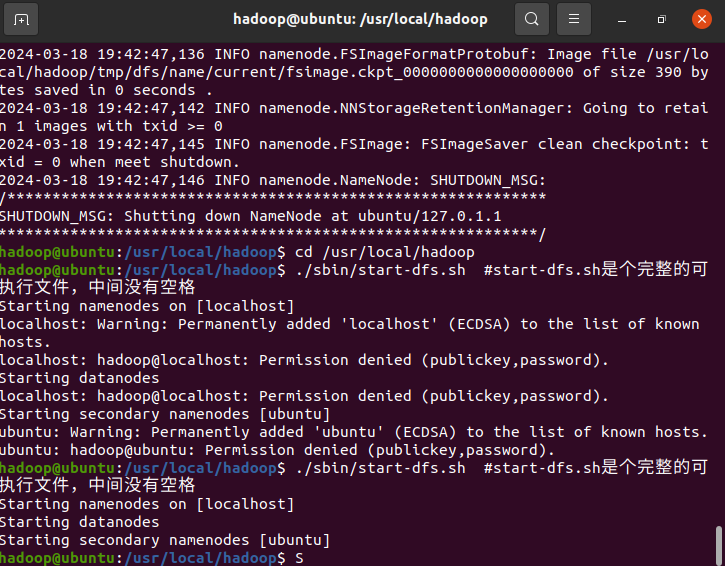 hadoop@ubuntu: /usr/local/hadoop
2024-03-18 19:42:47,136 INFO namenode.FSImageFormatProtobuf: Image file /usr/lo
cal/hadoop/tmp/dfs/name/current/fsimage.ckpt_0000000000000000000 of size 390 by
tes saved in 0 seconds .
2024-03-18 19:42:47,142 INFO namenode.NNStorageRetentionManager: Going to retai
n 1 images with txid >= 0
2024-03-18 19:42:47,145 INFO namenode.FSImage: FSImageSaver clean checkpoint: t
xid = 0 when meet shutdown.
2024-03-18 19:42:47,146 INFO namenode.NameNode: SHUTDOWN_MSG:
/************************************************************
SHUTDOWN_MSG: Shutting down NameNode at ubuntu/127.0.1.1
************************************************************/
hadoop@ubuntu:/usr/local/hadoop$ cd /usr/local/hadoop
hadoop@ubuntu:/usr/local/hadoop$ ./sbin/start-dfs.sh  #start-dfs.sh是个完整的可
执行文件，中间没有空格
Starting namenodes on [localhost]
localhost: Warning: Permanently added 'localhost' (ECDSA) to the list of known
hosts.
localhost: hadoop@localhost: Permission denied (publickey,password).
Starting datanodes
localhost: hadoop@localhost: Permission denied (publickey,password).
Starting secondary namenodes [ubuntu]
ubuntu: Warning: Permanently added 'ubuntu' (ECDSA) to the list of known hosts.
ubuntu: hadoop@ubuntu: Permission denied (publickey,password).
hadoop@ubuntu:/usr/local/hadoop$ ./sbin/start-dfs.sh  #start-dfs.sh是个完整的可
执行文件，中间没有空格
Starting namenodes on [localhost]
Starting datanodes
Starting secondary namenodes [ubuntu]
hadoop@ubuntu:/usr/local/hadoop$ S